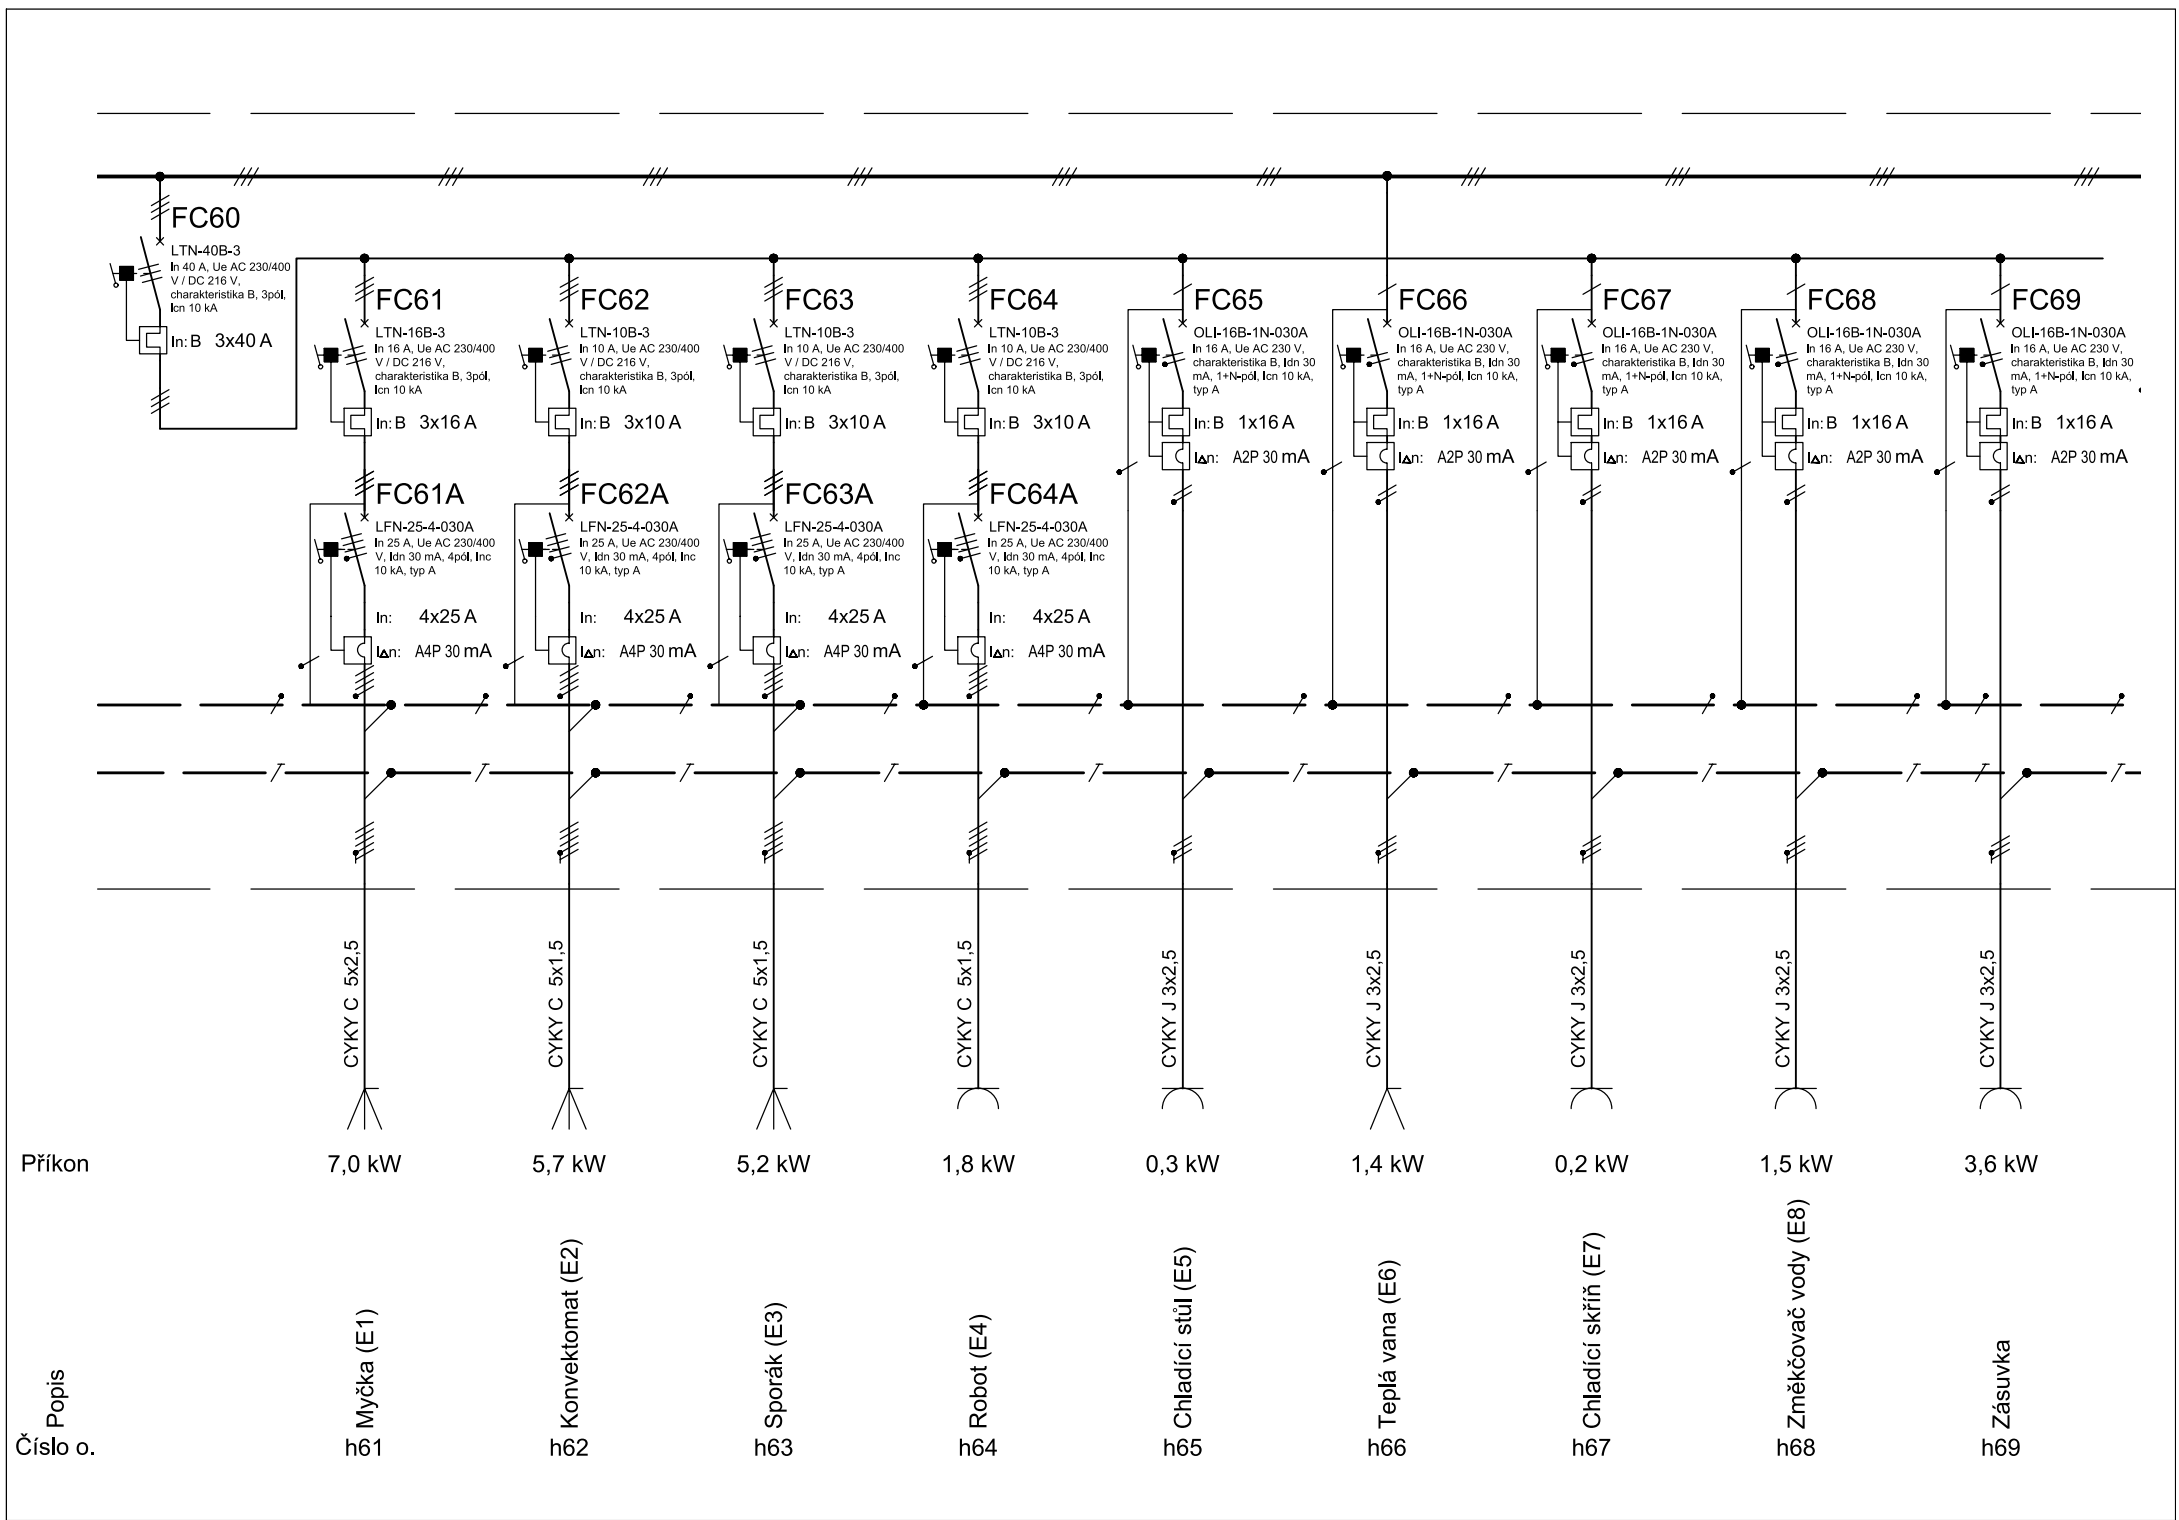 FC60
LTN-40B-3
In 40 A, Ue AC 230/400
V / DC 216 V,
charakteristika B, 3pól,
Icn 10 kA
In: B 3x40 A
FC61
LTN-16B-3
In 16 A, Ue AC 230/400
V / DC 216 V,
charakteristika B, 3pól,
Icn 10 kA
In: B 3x16 A
FC61A
LFN-25-4-030A
In 25 A, Ue AC 230/400
V, Idn 30 mA, 4pól, Inc
10 kA, typ A
In: 4x25 A
IΔn: A4P 30 mA
FC62
LTN-10B-3
In 10 A, Ue AC 230/400
V / DC 216 V,
charakteristika B, 3pól,
Icn 10 kA
In: B 3x10 A
FC62A
LFN-25-4-030A
In 25 A, Ue AC 230/400
V, Idn 30 mA, 4pól, Inc
10 kA, typ A
In: 4x25 A
IΔn: A4P 30 mA
FC63
LTN-10B-3
In 10 A, Ue AC 230/400
V / DC 216 V,
charakteristika B, 3pól,
Icn 10 kA
In: B 3x10 A
FC63A
LFN-25-4-030A
In 25 A, Ue AC 230/400
V, Idn 30 mA, 4pól, Inc
10 kA, typ A
In: 4x25 A
IΔn: A4P 30 mA
FC64
LTN-10B-3
In 10 A, Ue AC 230/400
V / DC 216 V,
charakteristika B, 3pól,
Icn 10 kA
In: B 3x10 A
FC64A
LFN-25-4-030A
In 25 A, Ue AC 230/400
V, Idn 30 mA, 4pól, Inc
10 kA, typ A
In: 4x25 A
IΔn: A4P 30 mA
FC65
OLI-16B-1N-030A
In 16 A, Ue AC 230 V,
charakteristika B, Idn 30
mA, 1+N-pól, Icn 10 kA,
typ A
In: B 1x16 A
IΔn: A2P 30 mA
FC66
OLI-16B-1N-030A
In 16 A, Ue AC 230 V,
charakteristika B, Idn 30
mA, 1+N-pól, Icn 10 kA,
typ A
In: B 1x16 A
IΔn: A2P 30 mA
FC67
OLI-16B-1N-030A
In 16 A, Ue AC 230 V,
charakteristika B, Idn 30
mA, 1+N-pól, Icn 10 kA,
typ A
In: B 1x16 A
IΔn: A2P 30 mA
FC68
OLI-16B-1N-030A
In 16 A, Ue AC 230 V,
charakteristika B, Idn 30
mA, 1+N-pól, Icn 10 kA,
typ A
In: B 1x16 A
IΔn: A2P 30 mA
FC69
OLI-16B-1N-030A
In 16 A, Ue AC 230 V,
charakteristika B, Idn 30
mA, 1+N-pól, Icn 10 kA,
typ A
In: B 1x16 A
IΔn: A2P 30 mA
CYKY C 5x2,5
CYKY C 5x1,5
CYKY C 5x1,5
CYKY C 5x1,5
CYKY J 3x2,5
CYKY J 3x2,5
CYKY J 3x2,5
CYKY J 3x2,5
CYKY J 3x2,5
Příkon 7,0 kW 5,7 kW 5,2 kW 1,8 kW 0,3 kW 1,4 kW 0,2 kW 1,5 kW 3,6 kW
Popis
Myčka (E1)
Konvektomat (E2)
Sporák (E3)
Robot (E4)
Chladící stůl (E5)
Teplá vana (E6)
Chladící skříň (E7)
Změkčovač vody (E8)
Zásuvka
Číslo o. h61 h62 h63 h64 h65 h66 h67 h68 h69